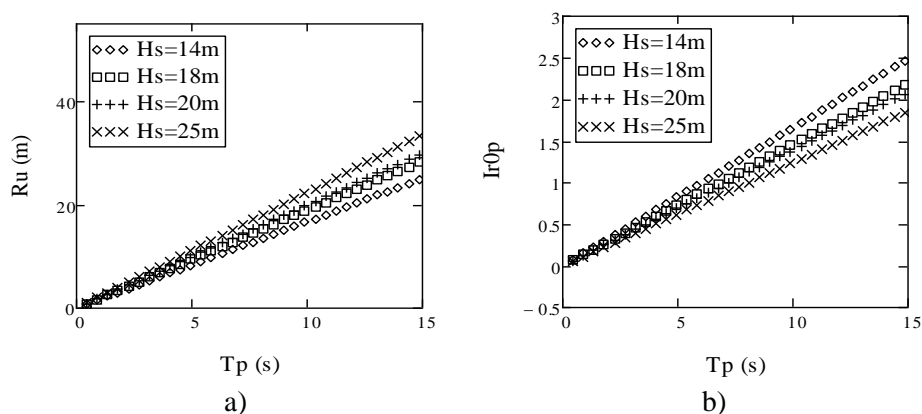 Ru (m)
40
20
0
0
5
10
15
Tp (s)
Hs=14m
Hs=18m
Hs=20m
Hs=25m
a)
Ir0p
3
2.5
2
1.5
1
0.5
0
− 0.5
0
5
10
15
Tp (s)
Hs=14m
Hs=18m
Hs=20m
Hs=25m
b)